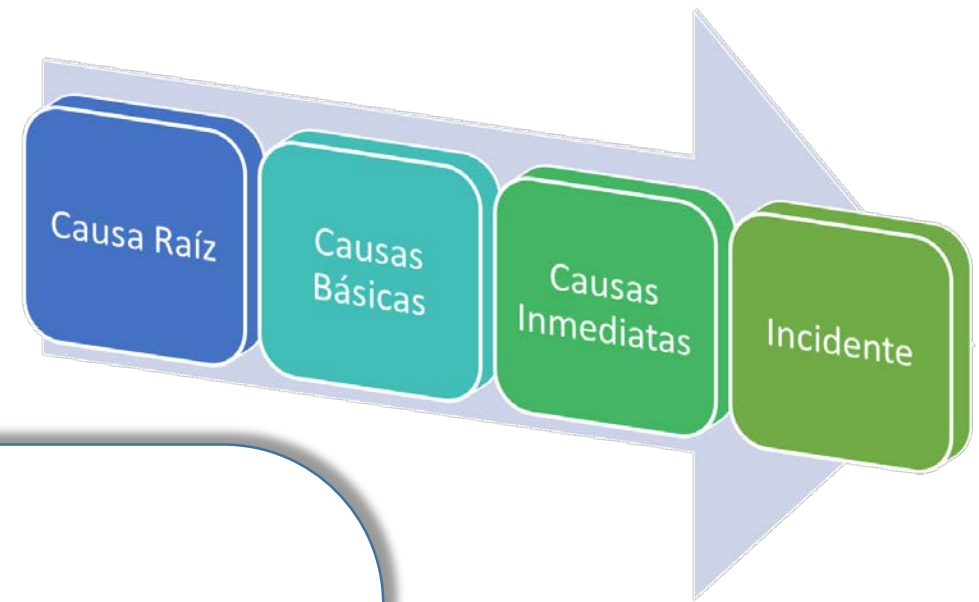 Causa Raíz
Causas
Básicas
Causas
Inmediatas
Incidente